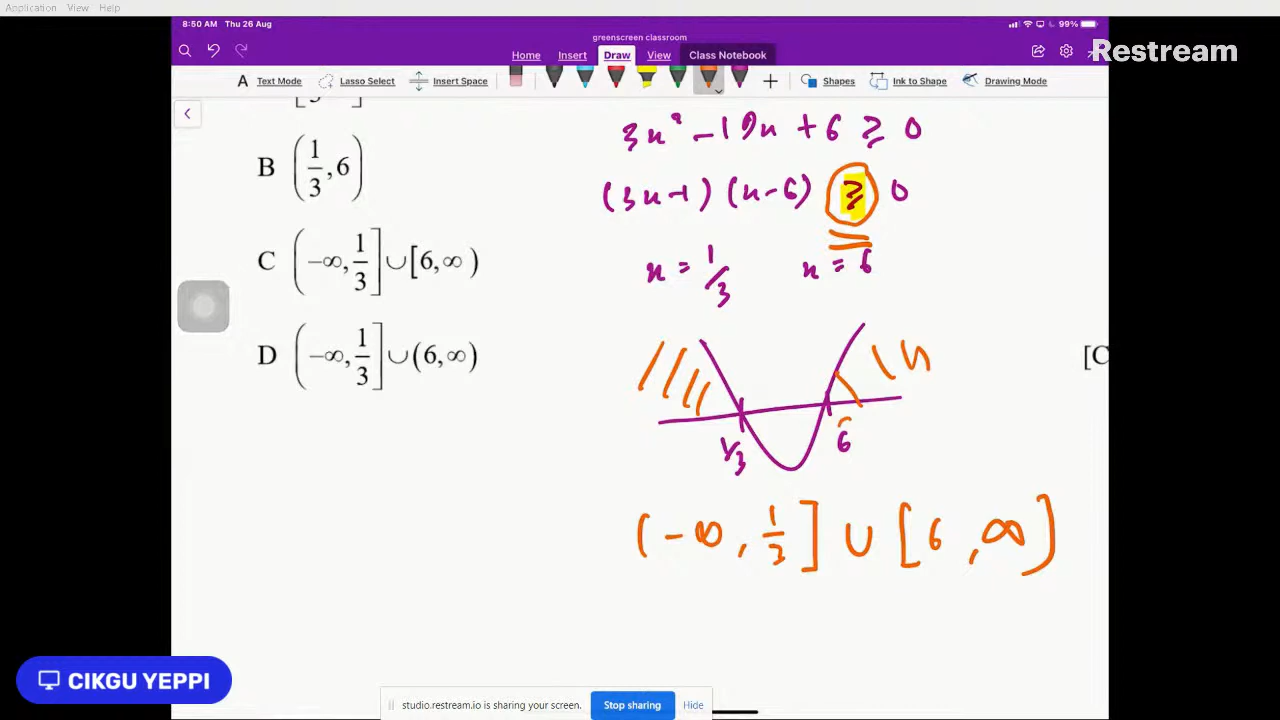 Application View Help
8:50 AM Thu 26 Aug
99%
greenscreen classroom
Home Insert Draw View Class Notebook
Restream
A Text Mode Lasso Select Insert Space Shapes Ink to Shape Drawing Mode
3x² - 19x + 6 ≥ 0
B (1/3, 6)
(3x-1)(x-6) ≥ 0
C (-∞, 1/3] ∪ [6, ∞)
x = 1/3 x = 6
D (-∞, 1/3] ∪ (6, ∞)
[C
1/3 6
(-∞, 1/3] ∪ [6, ∞)
CIKGU YEPPI
studio.restream.io is sharing your screen. Stop sharing Hide